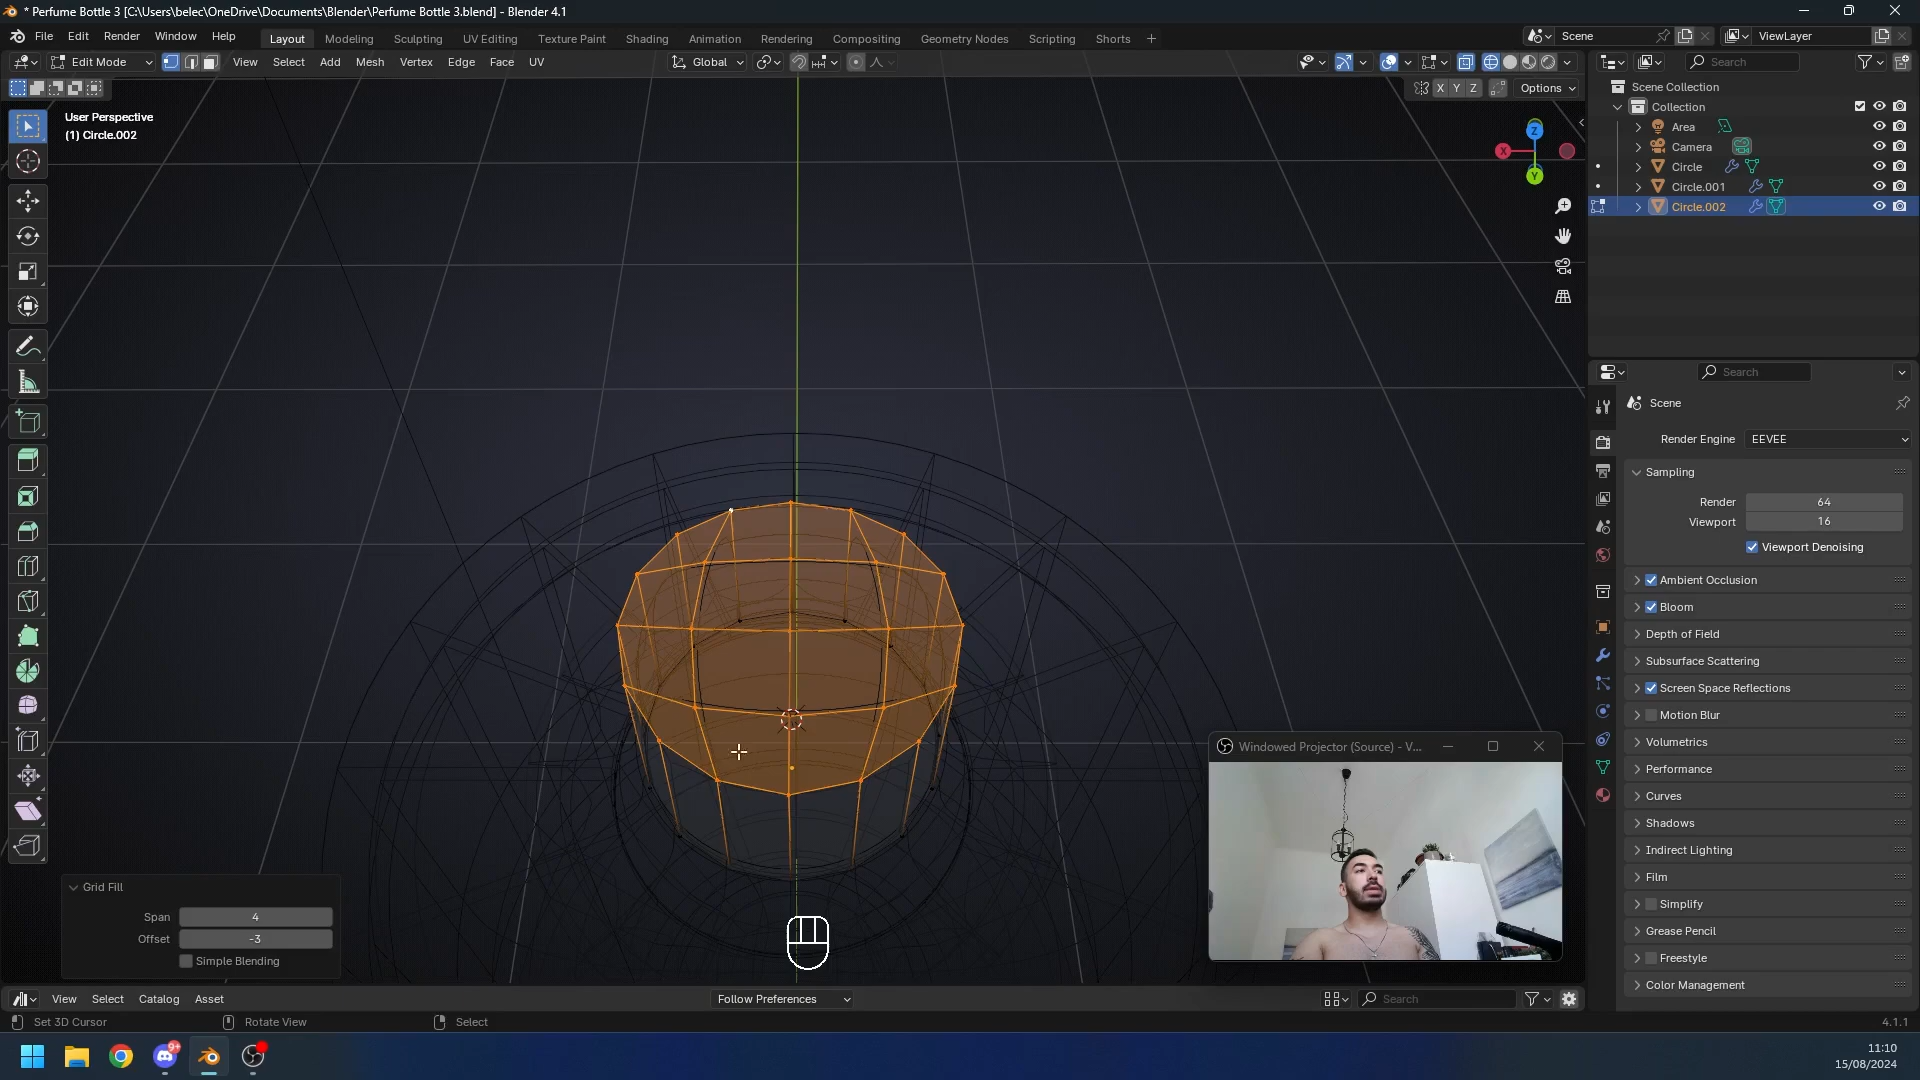 * Perfume Bottle 3 [C:\Users\belec\OneDrive\Documents\Blender\Perfume Bottle 3.blend] - Blender 4.1
File Edit Render Window Help Layout Modeling Sculpting UV Editing Texture Paint Shading Animation Rendering Compositing Geometry Nodes Scripting Shorts + Scene ViewLayer
Edit Mode View Select Add Mesh Vertex Edge Face UV Global Search
X Y Z Options
User Perspective
(1) Circle.002
Z
X
Y
Scene Collection
Collection
Area
Camera
Circle
Circle.001
Circle.002
Search
Scene
Render Engine EEVEE
Sampling
Render 64
Viewport 16
Viewport Denoising
Ambient Occlusion
Bloom
Depth of Field
Subsurface Scattering
Screen Space Reflections
Motion Blur
Volumetrics
Performance
Curves
Shadows
Indirect Lighting
Film
Simplify
Grease Pencil
Freestyle
Color Management
Windowed Projector (Source) - V...
Grid Fill
Span 4
Offset -3
Simple Blending
View Select Catalog Asset Follow Preferences Search
Set 3D Cursor Rotate View Select 4.1.1
9+
11:10
15/08/2024